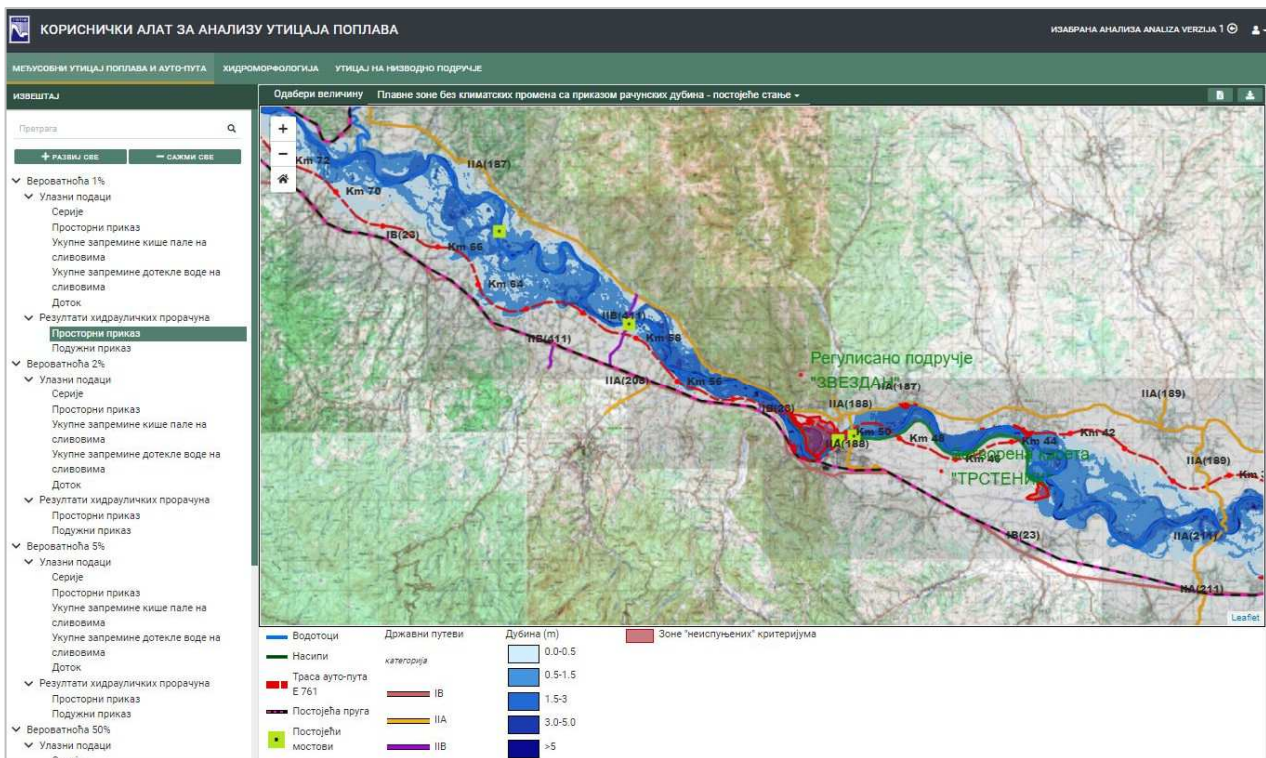 КОРИСНИЧКИ АЛАТ ЗА АНАЛИЗУ УТИЦАЈА ПОПЛАВА
ИЗАБРАНА АНАЛИЗА ANALIZA VERZIJA 1
МЕЂУСОБНИ УТИЦАЈ ПОПЛАВА И АУТО-ПУТА
ХИДРОМОРФОЛОГИЈА
УТИЦАЈ НА НИЗВОДНО ПОДРУЧЈЕ
ИЗВЕШТАЈ
Одабери величину
Плавне зоне без климатских промена са приказом рачунских дубина - постојеће стање
Претрага
РАЗВИЈ СВЕ
САЖМИ СВЕ
Вероватноћа 1%
Улазни подаци
Серије
Просторни приказ
Укупне запремине кише пале на
сливовима
Укупне запремине дотекле воде на
сливовима
Доток
Резултати хидрауличких прорачуна
Просторни приказ
Подужни приказ
Вероватноћа 2%
Улазни подаци
Серије
Просторни приказ
Укупне запремине кише пале на
сливовима
Укупне запремине дотекле воде на
сливовима
Доток
Резултати хидрауличких прорачуна
Просторни приказ
Подужни приказ
Вероватноћа 5%
Улазни подаци
Серије
Просторни приказ
Укупне запремине кише пале на
сливовима
Укупне запремине дотекле воде на
сливовима
Доток
Резултати хидрауличких прорачуна
Просторни приказ
Подужни приказ
Вероватноћа 50%
Улазни подаци
+
−
Km 72
IIA(187)
Km 70
IB(23)
Km 66
Km 64
IIB(411)
IIB(411)
Km 58
IIA(208)
Km 56
Регулисано подручје
"ЗВЕЗДАН"
IIA(187)
IIA(188)
IIA(189)
IIA(188)
Km 50
Km 48
Km 44
Km 42
Km 46
касета
"ТРСТЕНИК"
IIA(189)
IB(23)
IIA(211)
IIA(211)
Leaflet
Водотоци
Насипи
Траса ауто-пута
Е 761
Постојећа пруга
Постојећи
мостови
Државни путеви
категорија
IB
IIA
IIB
Дубина (m)
0.0-0.5
0.5-1.5
1.5-3
3.0-5.0
>5
Зоне "неиспуњених" критеријума